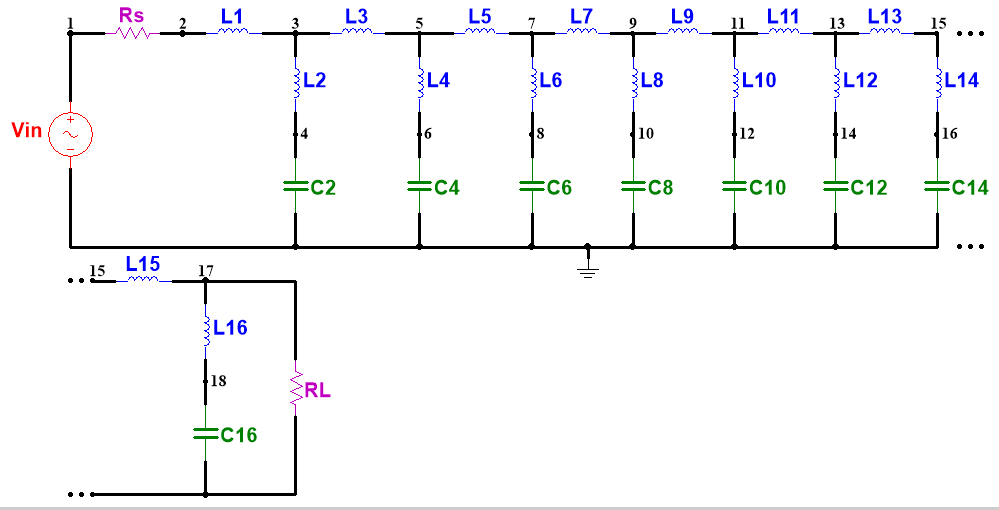 Rs L1 L3 L5 L7 L9 L11 L13
1 2 3 5 7 9 11 13 15
L2 L4 L6 L8 L10 L12 L14
Vin + −
4 6 8 10 12 14 16
C2 C4 C6 C8 C10 C12 C14
15 L15 17
L16
18
RL
C16